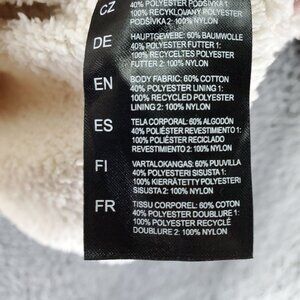 CZ
40% POLYESTER PODŠÍVKA 1:
100% RECYKLOVANÝ POLYESTER
PODŠÍVKA 2: 100% NYLON
DE
HAUPTGEWEBE: 60% BAUMWOLLE
40% POLYESTER FUTTER 1:
100% RECYCELTES POLYESTER
FUTTER 2: 100% NYLON
EN
BODY FABRIC: 60% COTTON
40% POLYESTER LINING 1:
100% RECYCLED POLYESTER
LINING 2: 100% NYLON
ES
TELA CORPORAL: 60% ALGODÓN
40% POLIÉSTER REVESTIMIENTO 1:
100% POLIÉSTER RECICLADO
REVESTIMIENTO 2: 100% NYLON
FI
VARTALOKANGAS: 60% PUUVILLA
40% POLYESTERI SISUSTA 1:
100% KIERRÄTETTY POLYESTERI
SISUSTA 2: 100% NYLON
FR
TISSU CORPOREL: 60% COTON
40% POLYESTER DOUBLURE 1:
100% POLYESTER RECYCLÉ
DOUBLURE 2: 100% NYLON